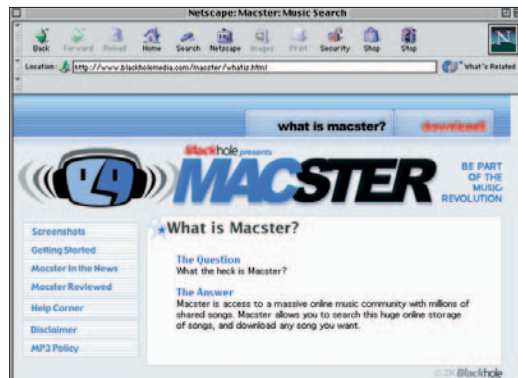 Netscape: Macster: Music Search
Back Forward Reload Home Search Netscape Images Print Security Shop Stop
N
Location: http://www.blackholemedia.com/macster/whatis.html What's Related
what is macster? download
Blackhole presents
MACSTER
BE PART
OF THE
MUSIC
REVOLUTION
Screenshots
Getting Started
Macster in the News
Macster Reviewed
Help Corner
Disclaimer
MP3 Policy
What is Macster?
The Question
What the heck is Macster?
The Answer
Macster is access to a massive online music community with millions of
shared songs. Macster allows you to search this huge online storage
of songs, and download any song you want.
© 2K Blackhole